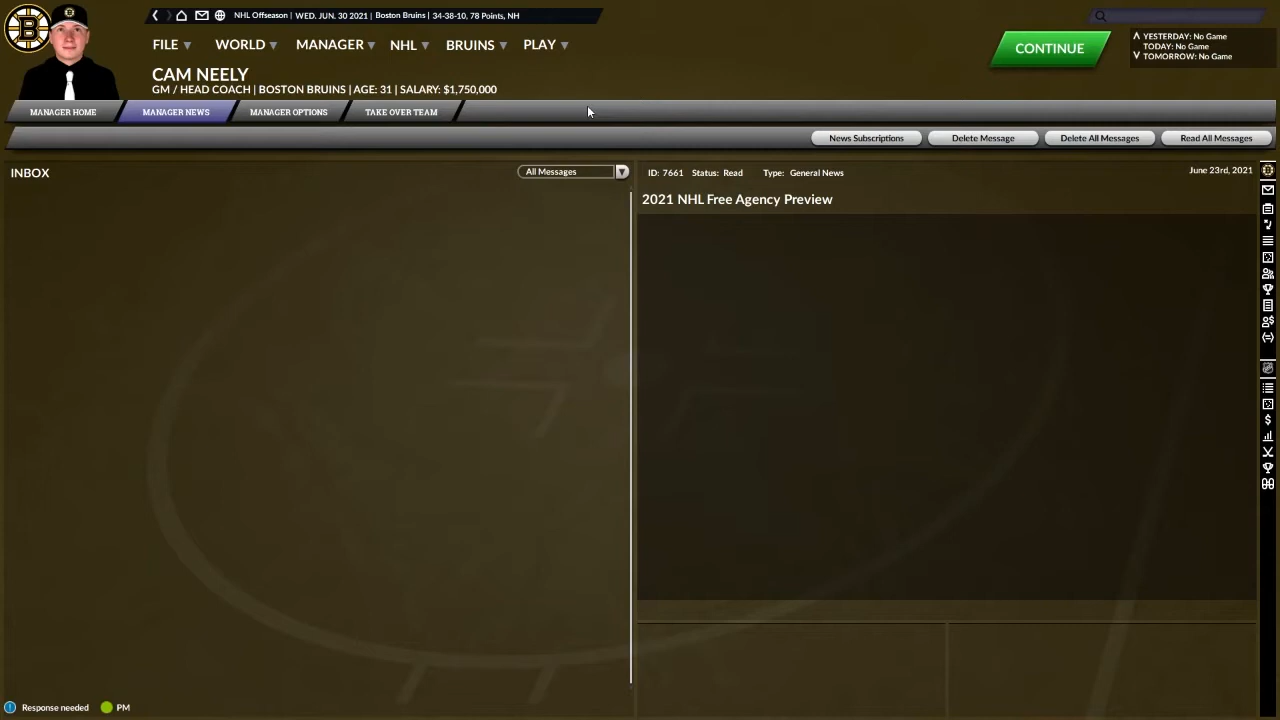 NHL Offseason | WED. JUN. 30 2021 | Boston Bruins | 34-38-10, 78 Points, NH
FILE WORLD MANAGER NHL BRUINS PLAY
CONTINUE
YESTERDAY: No Game
TODAY: No Game
TOMORROW: No Game
CAM NEELY
GM / HEAD COACH | BOSTON BRUINS | AGE: 31 | SALARY: $1,750,000
MANAGER HOME MANAGER NEWS MANAGER OPTIONS TAKE OVER TEAM
News Subscriptions Delete Message Delete All Messages Read All Messages
INBOX All Messages
ID: 7661 Status: Read Type: General News June 23rd, 2021
2021 NHL Free Agency Preview
Response needed PM